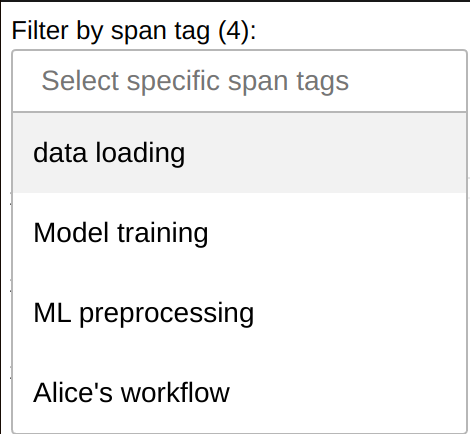 Filter by span tag (4):
Select specific span tags
data loading
Model training
ML preprocessing
Alice's workflow